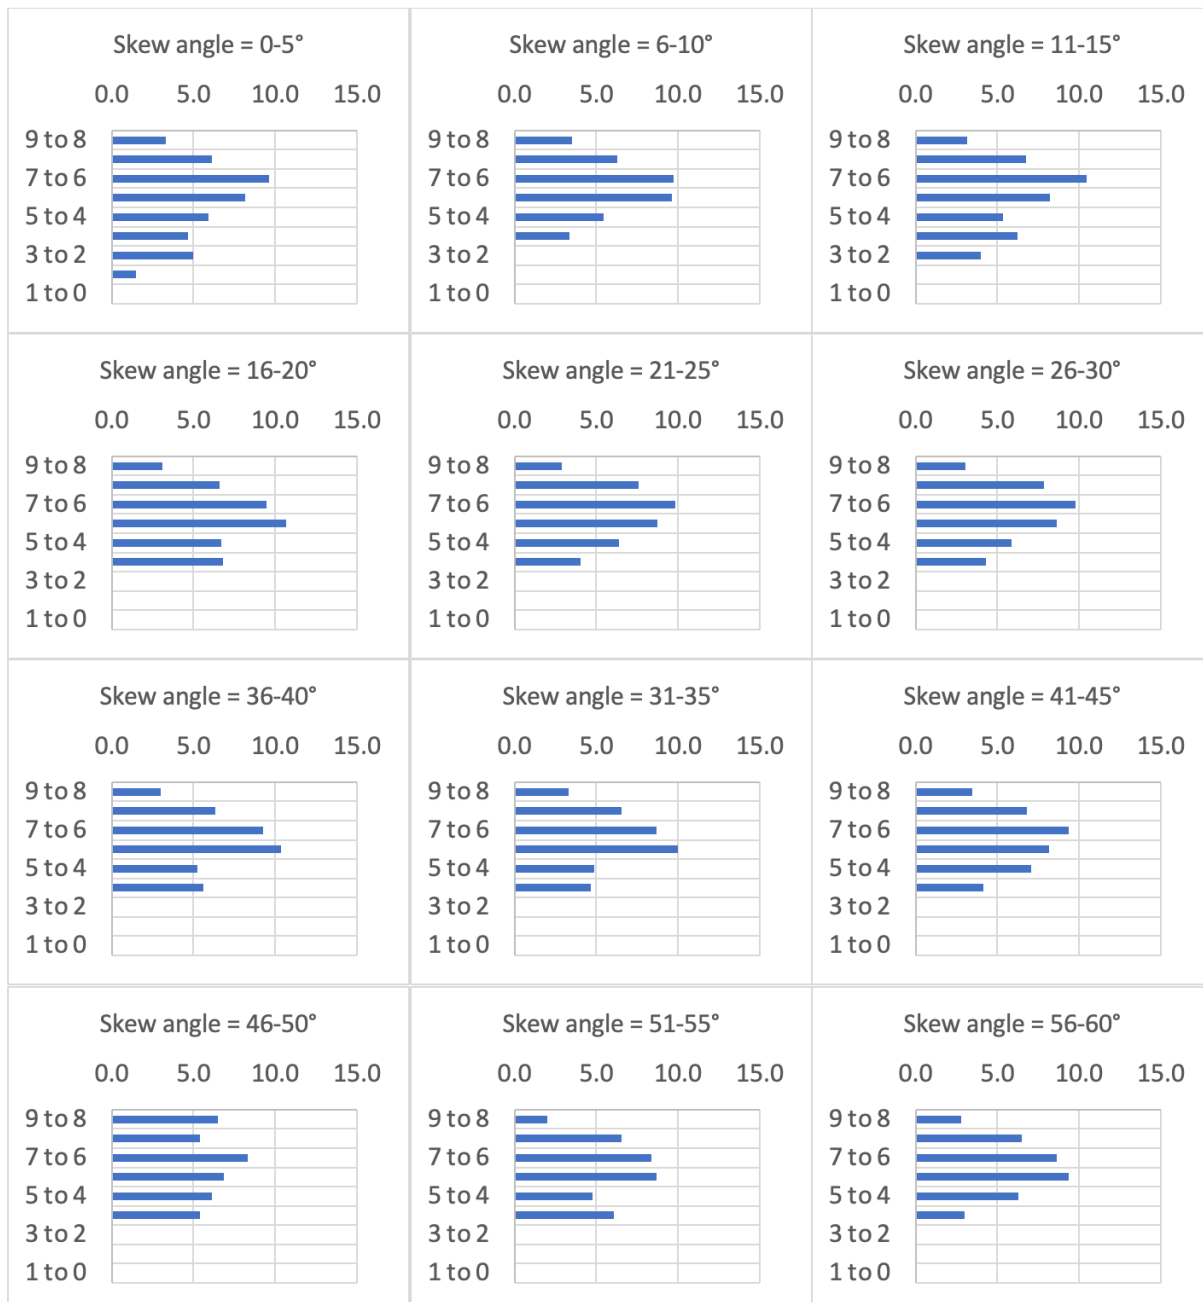 Skew angle = 0-5°
0.0 5.0 10.0 15.0
9 to 8
7 to 6
5 to 4
3 to 2
1 to 0
Skew angle = 6-10°
0.0 5.0 10.0 15.0
9 to 8
7 to 6
5 to 4
3 to 2
1 to 0
Skew angle = 11-15°
0.0 5.0 10.0 15.0
9 to 8
7 to 6
5 to 4
3 to 2
1 to 0
Skew angle = 16-20°
0.0 5.0 10.0 15.0
9 to 8
7 to 6
5 to 4
3 to 2
1 to 0
Skew angle = 21-25°
0.0 5.0 10.0 15.0
9 to 8
7 to 6
5 to 4
3 to 2
1 to 0
Skew angle = 26-30°
0.0 5.0 10.0 15.0
9 to 8
7 to 6
5 to 4
3 to 2
1 to 0
Skew angle = 36-40°
0.0 5.0 10.0 15.0
9 to 8
7 to 6
5 to 4
3 to 2
1 to 0
Skew angle = 31-35°
0.0 5.0 10.0 15.0
9 to 8
7 to 6
5 to 4
3 to 2
1 to 0
Skew angle = 41-45°
0.0 5.0 10.0 15.0
9 to 8
7 to 6
5 to 4
3 to 2
1 to 0
Skew angle = 46-50°
0.0 5.0 10.0 15.0
9 to 8
7 to 6
5 to 4
3 to 2
1 to 0
Skew angle = 51-55°
0.0 5.0 10.0 15.0
9 to 8
7 to 6
5 to 4
3 to 2
1 to 0
Skew angle = 56-60°
0.0 5.0 10.0 15.0
9 to 8
7 to 6
5 to 4
3 to 2
1 to 0